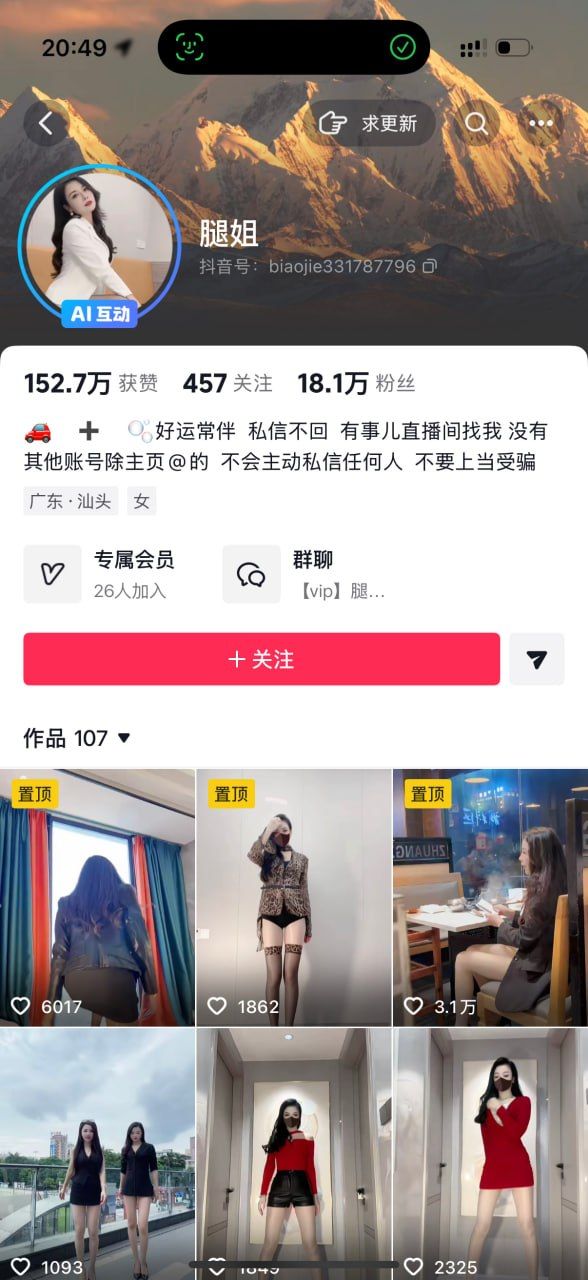 20:49
求更新
腿姐
抖音号：biaojie331787796
AI 互动
152.7万 获赞 457 关注 18.1万 粉丝
🚗 ➕ 🫧好运常伴 私信不回 有事儿直播间找我 没有
其他账号除主页@的 不会主动私信任何人 不要上当受骗
广东 · 汕头 女
专属会员 群聊
26人加入 【vip】腿...
+ 关注
作品 107
置顶 置顶 置顶
ZHUANG
6017 1862 3.1万
1093 1849 2325